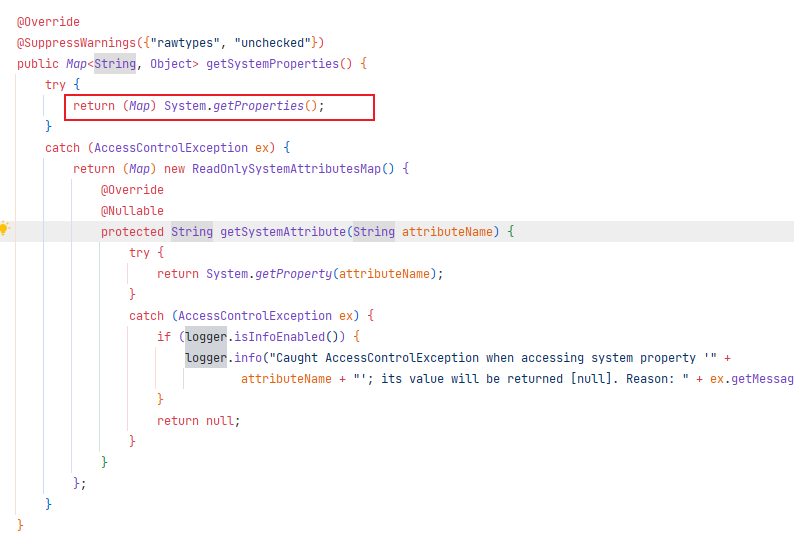 @Override
@SuppressWarnings({"rawtypes", "unchecked"})
public Map<String, Object> getSystemProperties() {
try {
return (Map) System.getProperties();
}
catch (AccessControlException ex) {
return (Map) new ReadOnlySystemAttributesMap() {
@Override
@Nullable
protected String getSystemAttribute(String attributeName) {
try {
return System.getProperty(attributeName);
}
catch (AccessControlException ex) {
if (logger.isInfoEnabled()) {
logger.info("Caught AccessControlException when accessing system property '" +
attributeName + "'; its value will be returned [null]. Reason: " + ex.getMessag
}
return null;
}
}
};
}
}